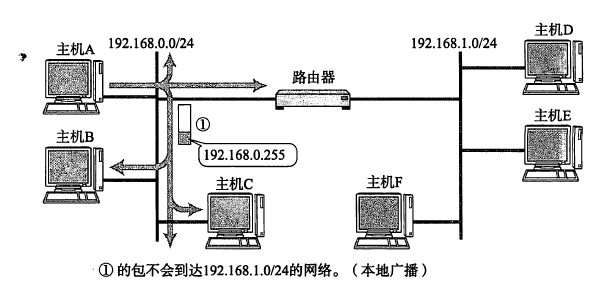 主机A
192.168.0.0/24
192.168.1.0/24
主机D
路由器
主机B
①
192.168.0.255
主机E
主机C
主机F
①的包不会到达192.168.1.0/24的网络。（本地广播）